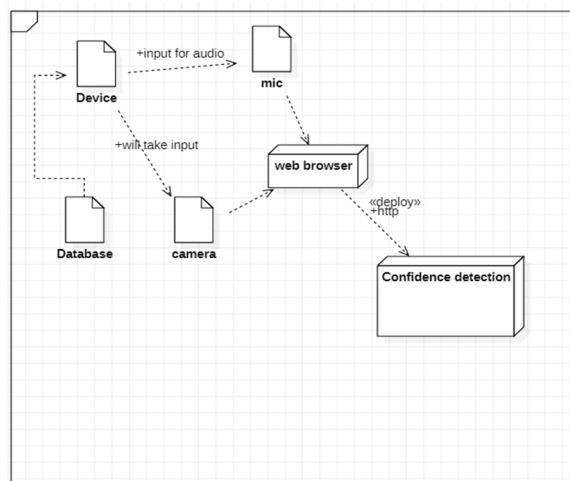 +input for audio
mic
Device
+will take input
web browser
«deploy»
+http
Database
camera
Confidence detection